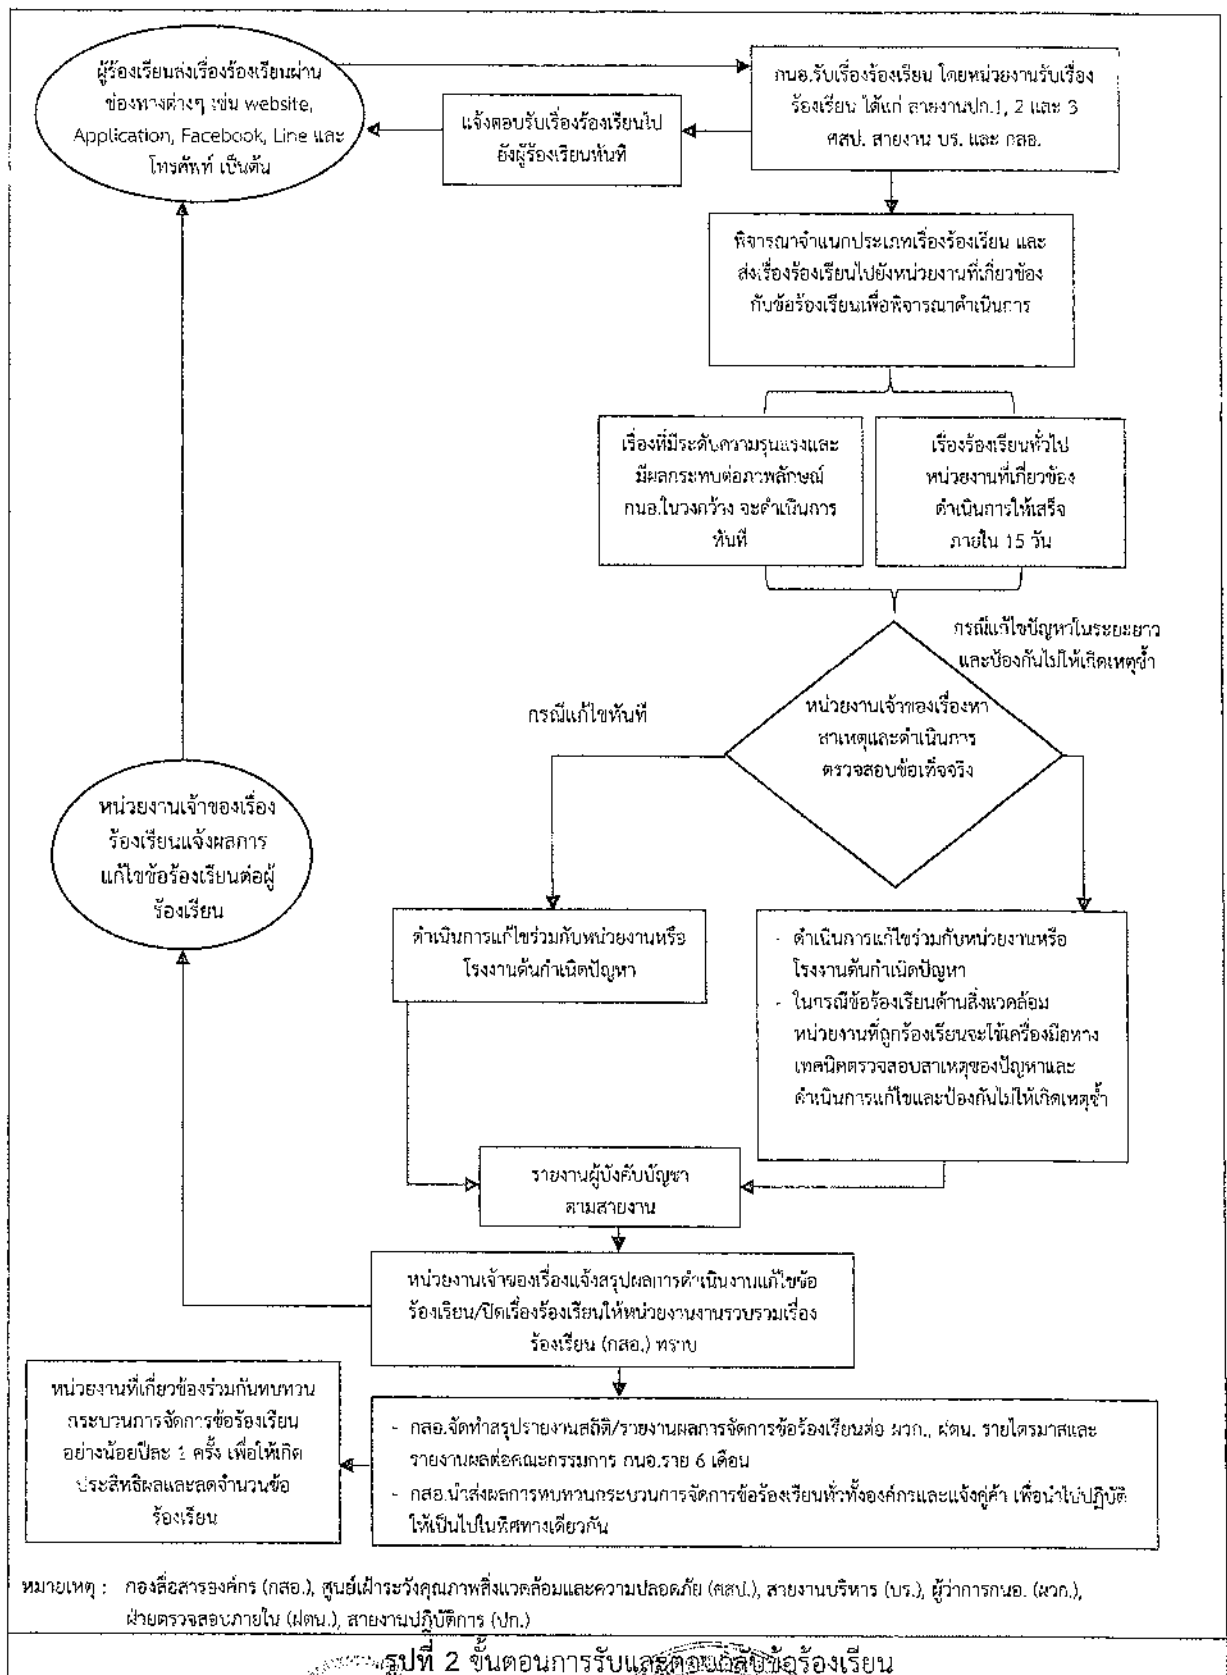 ผู้ร้องเรียนส่งเรื่องร้องเรียนผ่าน
ช่องทางต่างๆ เช่น website,
Application, Facebook, Line และ
โทรศัพท์ เป็นต้น
แจ้งตอบรับเรื่องร้องเรียนไป
ยังผู้ร้องเรียนทันที
กนอ.รับเรื่องร้องเรียน โดยหน่วยงานรับเรื่อง
ร้องเรียน ได้แก่ สายงานปก.1, 2 และ 3
ศสป. สายงาน บร. และ กสอ.
พิจารณาจำแนกประเภทเรื่องร้องเรียน และ
ส่งเรื่องร้องเรียนไปยังหน่วยงานที่เกี่ยวข้อง
กับข้อร้องเรียนเพื่อพิจารณาดำเนินการ
เรื่องที่มีระดับความรุนแรงและ
มีผลกระทบต่อภาพลักษณ์
กนอ.ในวงกว้าง จะดำเนินการ
ทันที
เรื่องร้องเรียนทั่วไป
หน่วยงานที่เกี่ยวข้อง
ดำเนินการให้เสร็จ
ภายใน 15 วัน
กรณีแก้ไขปัญหาในระยะยาว
และป้องกันไม่ให้เกิดเหตุซ้ำ
กรณีแก้ไขทันที
หน่วยงานเจ้าของเรื่องหา
สาเหตุและดำเนินการ
ตรวจสอบข้อเท็จจริง
หน่วยงานเจ้าของเรื่อง
ร้องเรียนแจ้งผลการ
แก้ไขข้อร้องเรียนต่อผู้
ร้องเรียน
ดำเนินการแก้ไขร่วมกับหน่วยงานหรือ
โรงงานต้นกำเนิดปัญหา
- ดำเนินการแก้ไขร่วมกับหน่วยงานหรือ
โรงงานต้นกำเนิดปัญหา
- ในกรณีข้อร้องเรียนด้านสิ่งแวดล้อม
หน่วยงานที่ถูกร้องเรียนจะใช้เครื่องมือทาง
เทคนิคตรวจสอบสาเหตุของปัญหาและ
ดำเนินการแก้ไขและป้องกันไม่ให้เกิดเหตุซ้ำ
รายงานผู้บังคับบัญชา
ตามสายงาน
หน่วยงานเจ้าของเรื่องแจ้งสรุปผลการดำเนินงานแก้ไขข้อ
ร้องเรียน/ปิดเรื่องร้องเรียนให้หน่วยงานงานรวบรวมเรื่อง
ร้องเรียน (กสอ.) ทราบ
หน่วยงานที่เกี่ยวข้องร่วมกันทบทวน
กระบวนการจัดการข้อร้องเรียน
อย่างน้อยปีละ 1 ครั้ง เพื่อให้เกิด
ประสิทธิผลและลดจำนวนข้อ
ร้องเรียน
- กสอ.จัดทำสรุปรายงานสถิติ/รายงานผลการจัดการข้อร้องเรียนต่อ ผวก., ฝตน. รายไตรมาสและ
รายงานผลต่อคณะกรรมการ กนอ.ราย 6 เดือน
- กสอ.นำส่งผลการทบทวนกระบวนการจัดการข้อร้องเรียนทั่วทั้งองค์กรและแจ้งคู่ค้า เพื่อนำไปปฏิบัติ
ให้เป็นไปในทิศทางเดียวกัน
หมายเหตุ : กองสื่อสารองค์กร (กสอ.), ศูนย์เฝ้าระวังคุณภาพสิ่งแวดล้อมและความปลอดภัย (ศสป.), สายงานบริหาร (บร.), ผู้ว่าการกนอ. (ผวก.),
ฝ่ายตรวจสอบภายใน (ฝตน.), สายงานปฏิบัติการ (ปก.)
รูปที่ 2 ขั้นตอนการรับและตอบกลับข้อร้องเรียน